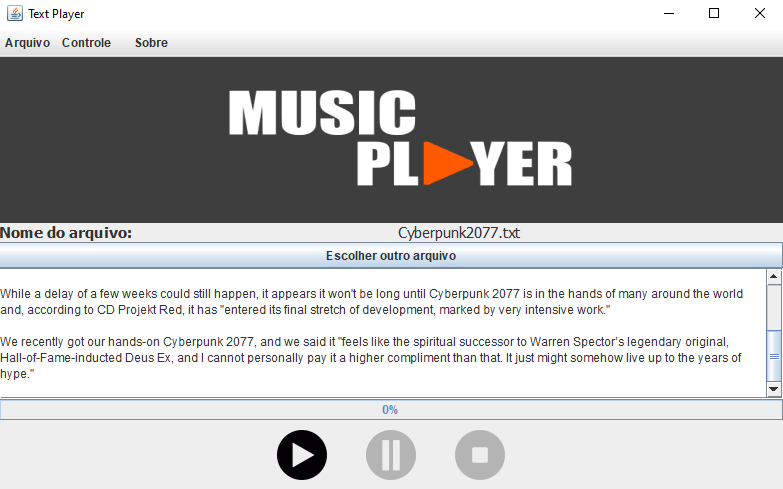 Text Player
Arquivo Controle Sobre
MUSIC
PLAYER
Nome do arquivo: Cyberpunk2077.txt
Escolher outro arquivo
While a delay of a few weeks could still happen, it appears it won't be long until Cyberpunk 2077 is in the hands of many around the world
and, according to CD Projekt Red, it has "entered its final stretch of development, marked by very intensive work."
We recently got our hands-on Cyberpunk 2077, and we said it "feels like the spiritual successor to Warren Spector's legendary original,
Hall-of-Fame-inducted Deus Ex, and I cannot personally pay it a higher compliment than that. It just might somehow live up to the years of
hype."
0%